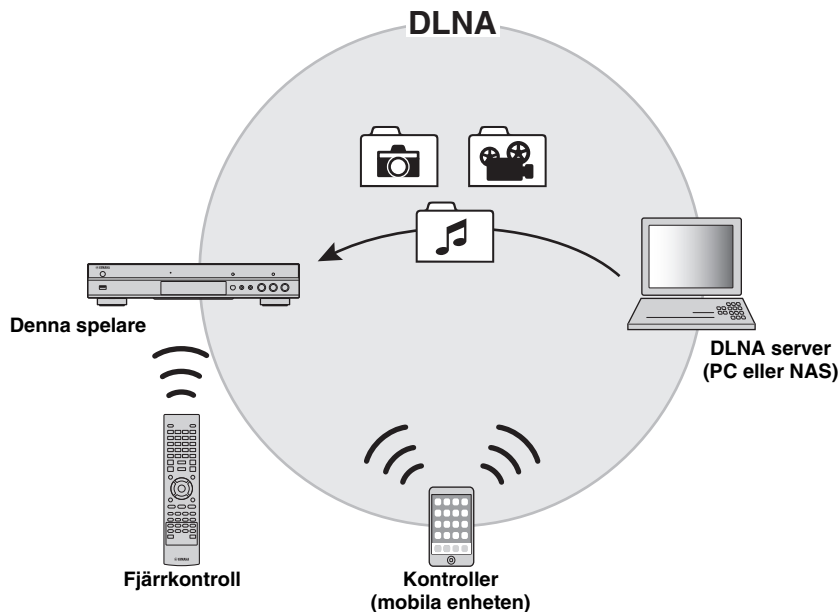 DLNA
Denna spelare
DLNA server
(PC eller NAS)
Fjärrkontroll
Kontroller
(mobila enheten)